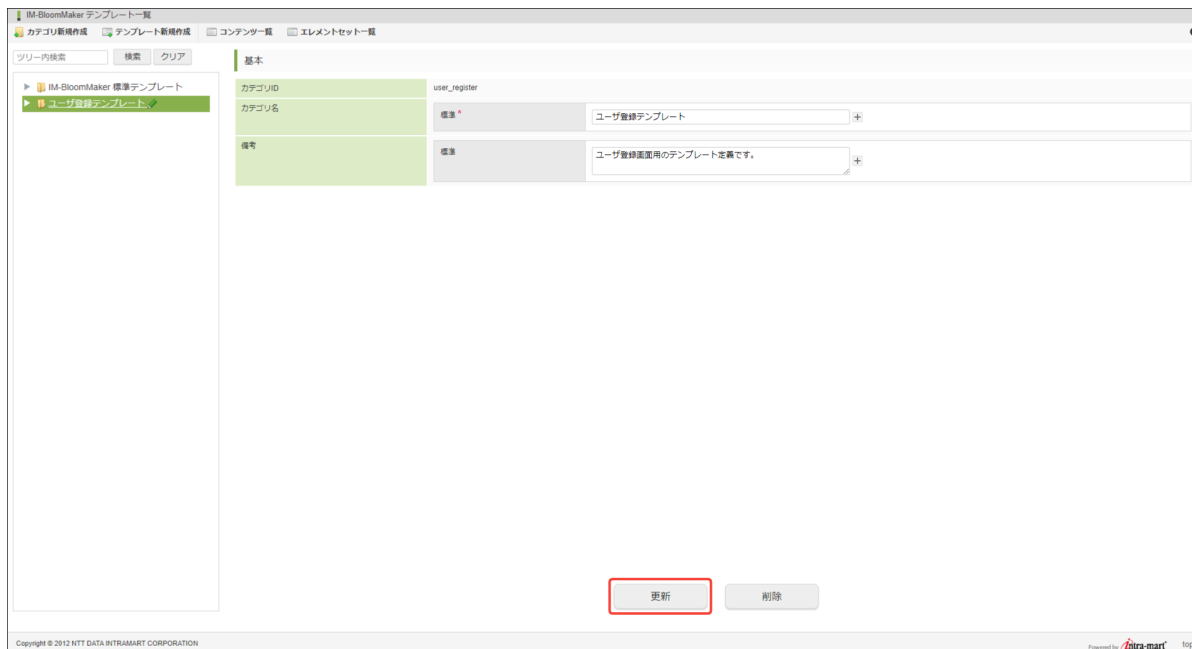 IM-BloomMaker テンプレート一覧
カテゴリ新規作成 テンプレート新規作成 コンテンツ一覧 エレメントセット一覧
ツリー内検索 検索 クリア
基本
IM-BloomMaker 標準テンプレート
ユーザ登録テンプレート
カテゴリID user_register
カテゴリ名 標準 * ユーザ登録テンプレート
備考 標準 ユーザ登録画面用のテンプレート定義です。
更新 削除
Copyright © 2012 NTT DATA INTRAMART CORPORATION
Powered by intra-mart top